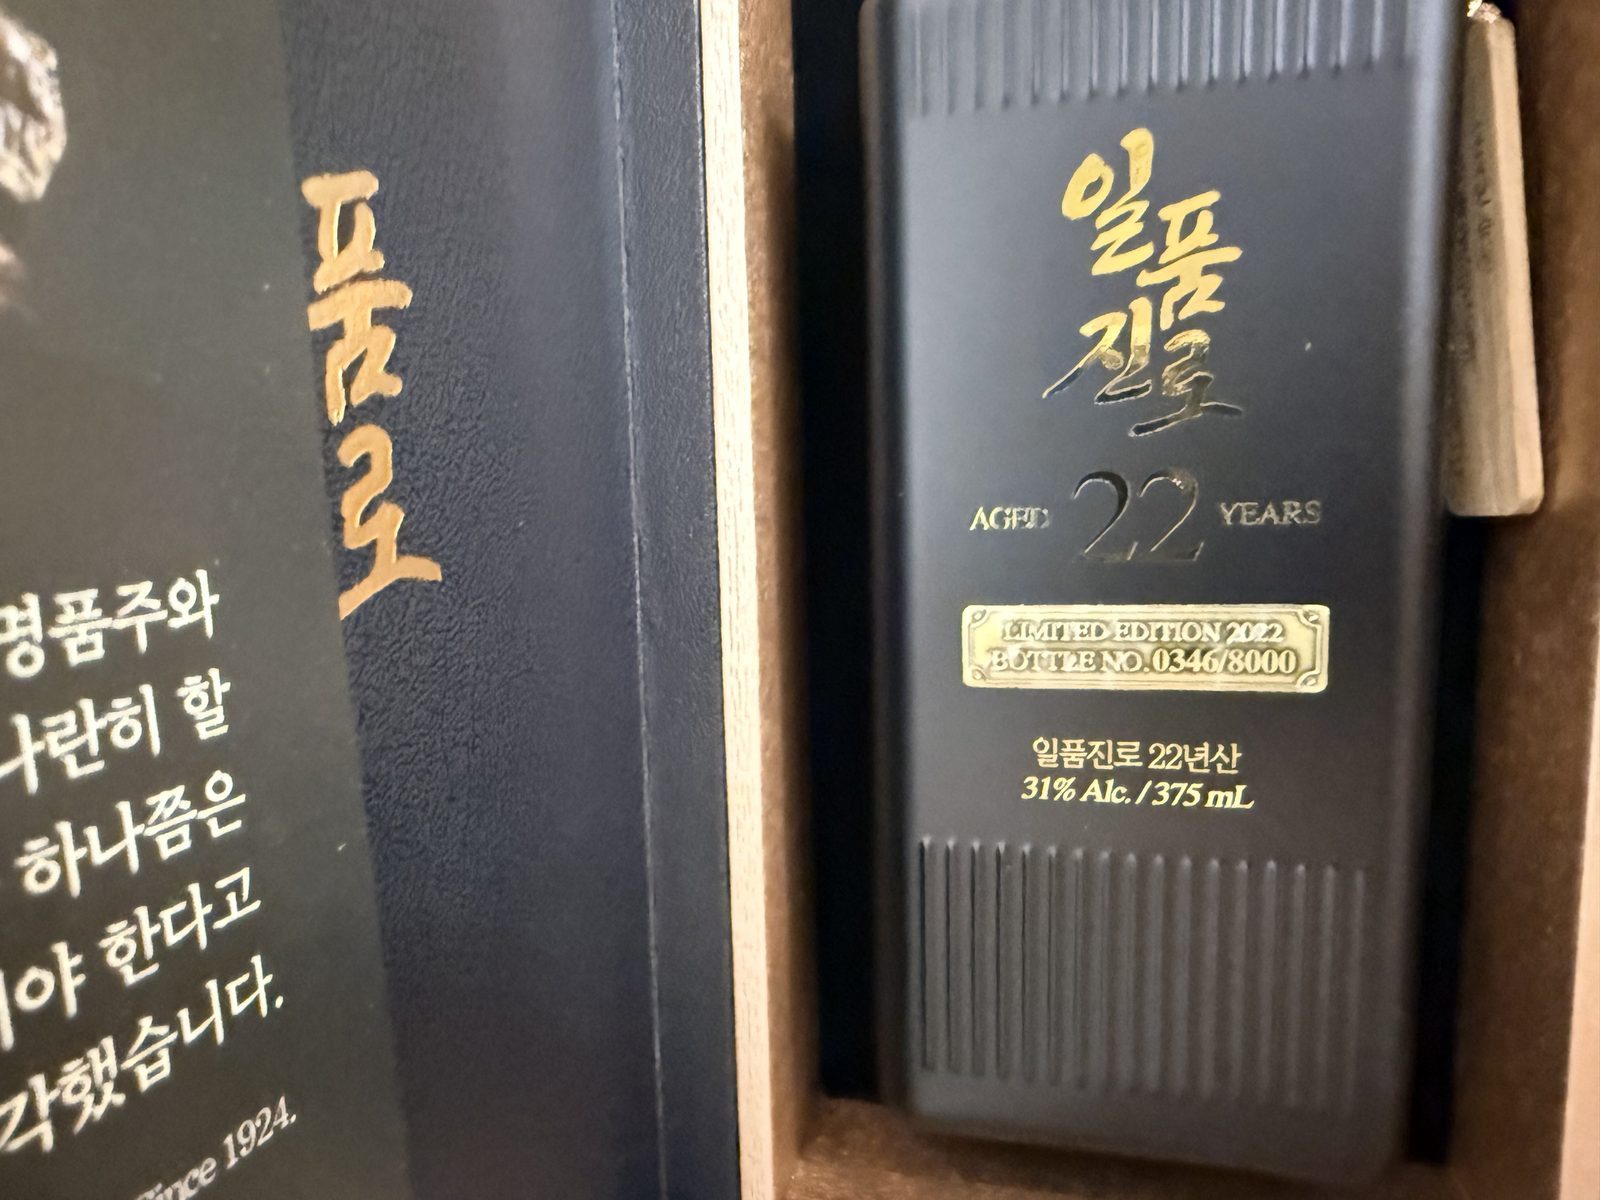 품
로
명품주와
나란히 할
하나쯤은
야 한다고
각했습니다.
Since 1924.
일품
진로
AGED 22 YEARS
LIMITED EDITION 2022
BOTTLE NO. 0346/8000
일품진로 22년산
31% Alc. / 375 mL